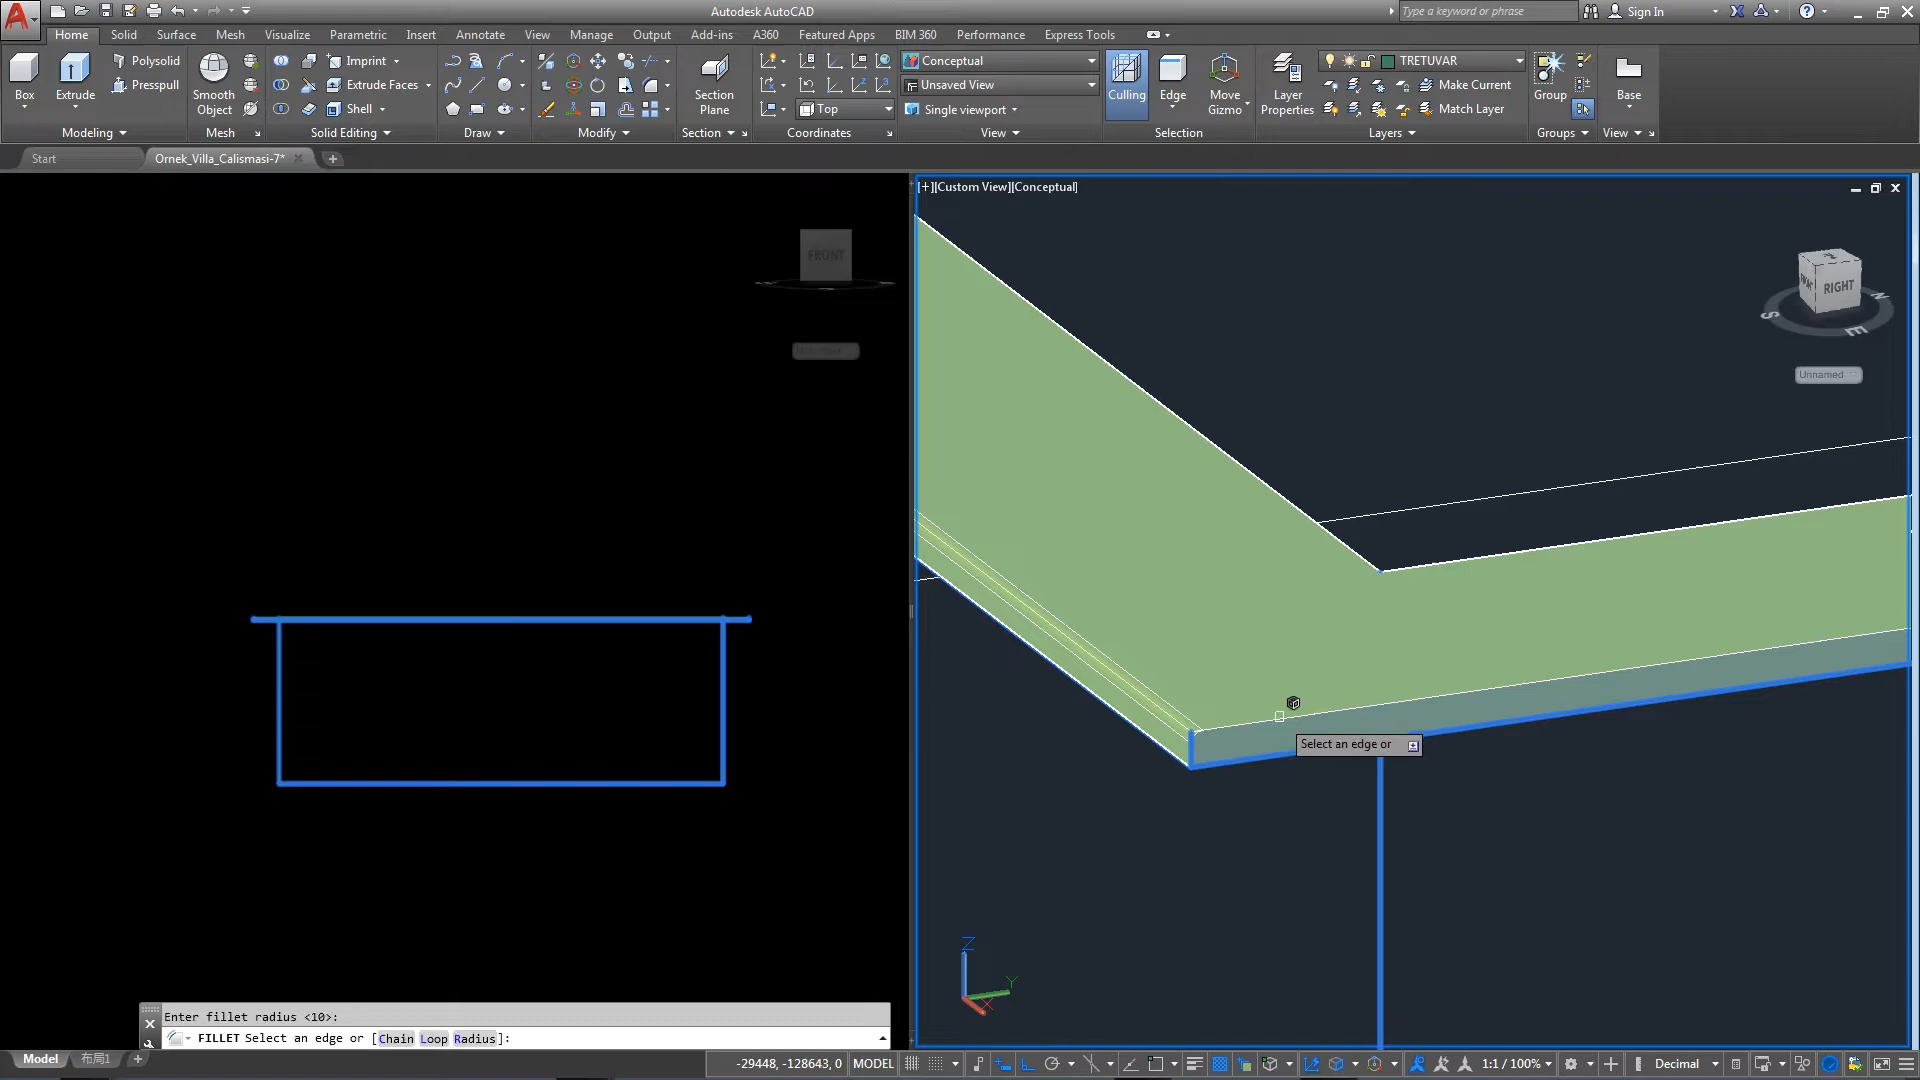 Autodesk AutoCAD
Type a keyword or phrase
Sign In
Home Solid Surface Mesh Visualize Parametric Insert Annotate View Manage Output Add-ins A360 Featured Apps BIM 360 Performance Express Tools
Box
Extrude
Polysolid
Presspull
Modeling
Smooth Object
Mesh
Imprint
Extrude Faces
Shell
Solid Editing
Draw
Modify
Section Plane
Section
Top
Coordinates
Conceptual
Unsaved View
Single viewport
View
Culling
Edge
Move Gizmo
Selection
Layer Properties
TRETUVAR
Make Current
Match Layer
Layers
Group
Groups
Base
View
Start
Ornek_Villa_Calismasi-7*
[+][Custom View][Conceptual]
FRONT
RIGHT
S
E
N
Unnamed
Select an edge or
Z
Y
X
Enter fillet radius <10>:
FILLET Select an edge or [Chain Loop Radius]:
Model 布局1
-29448, -128643, 0 MODEL
1:1 / 100%
Decimal